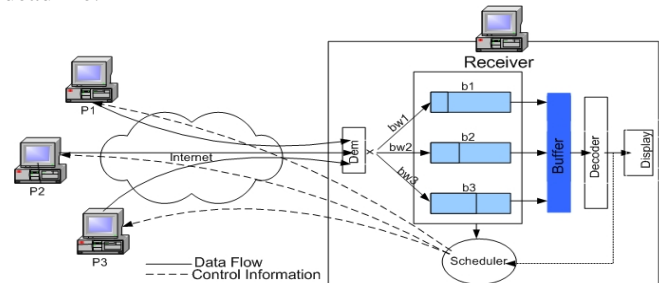 Receiver
P1
b1
bw1
Internet
Dem
bw2
b2
Buffer
Decoder
Display
P2
bw3
b3
P3
Scheduler
Data Flow
Control Information